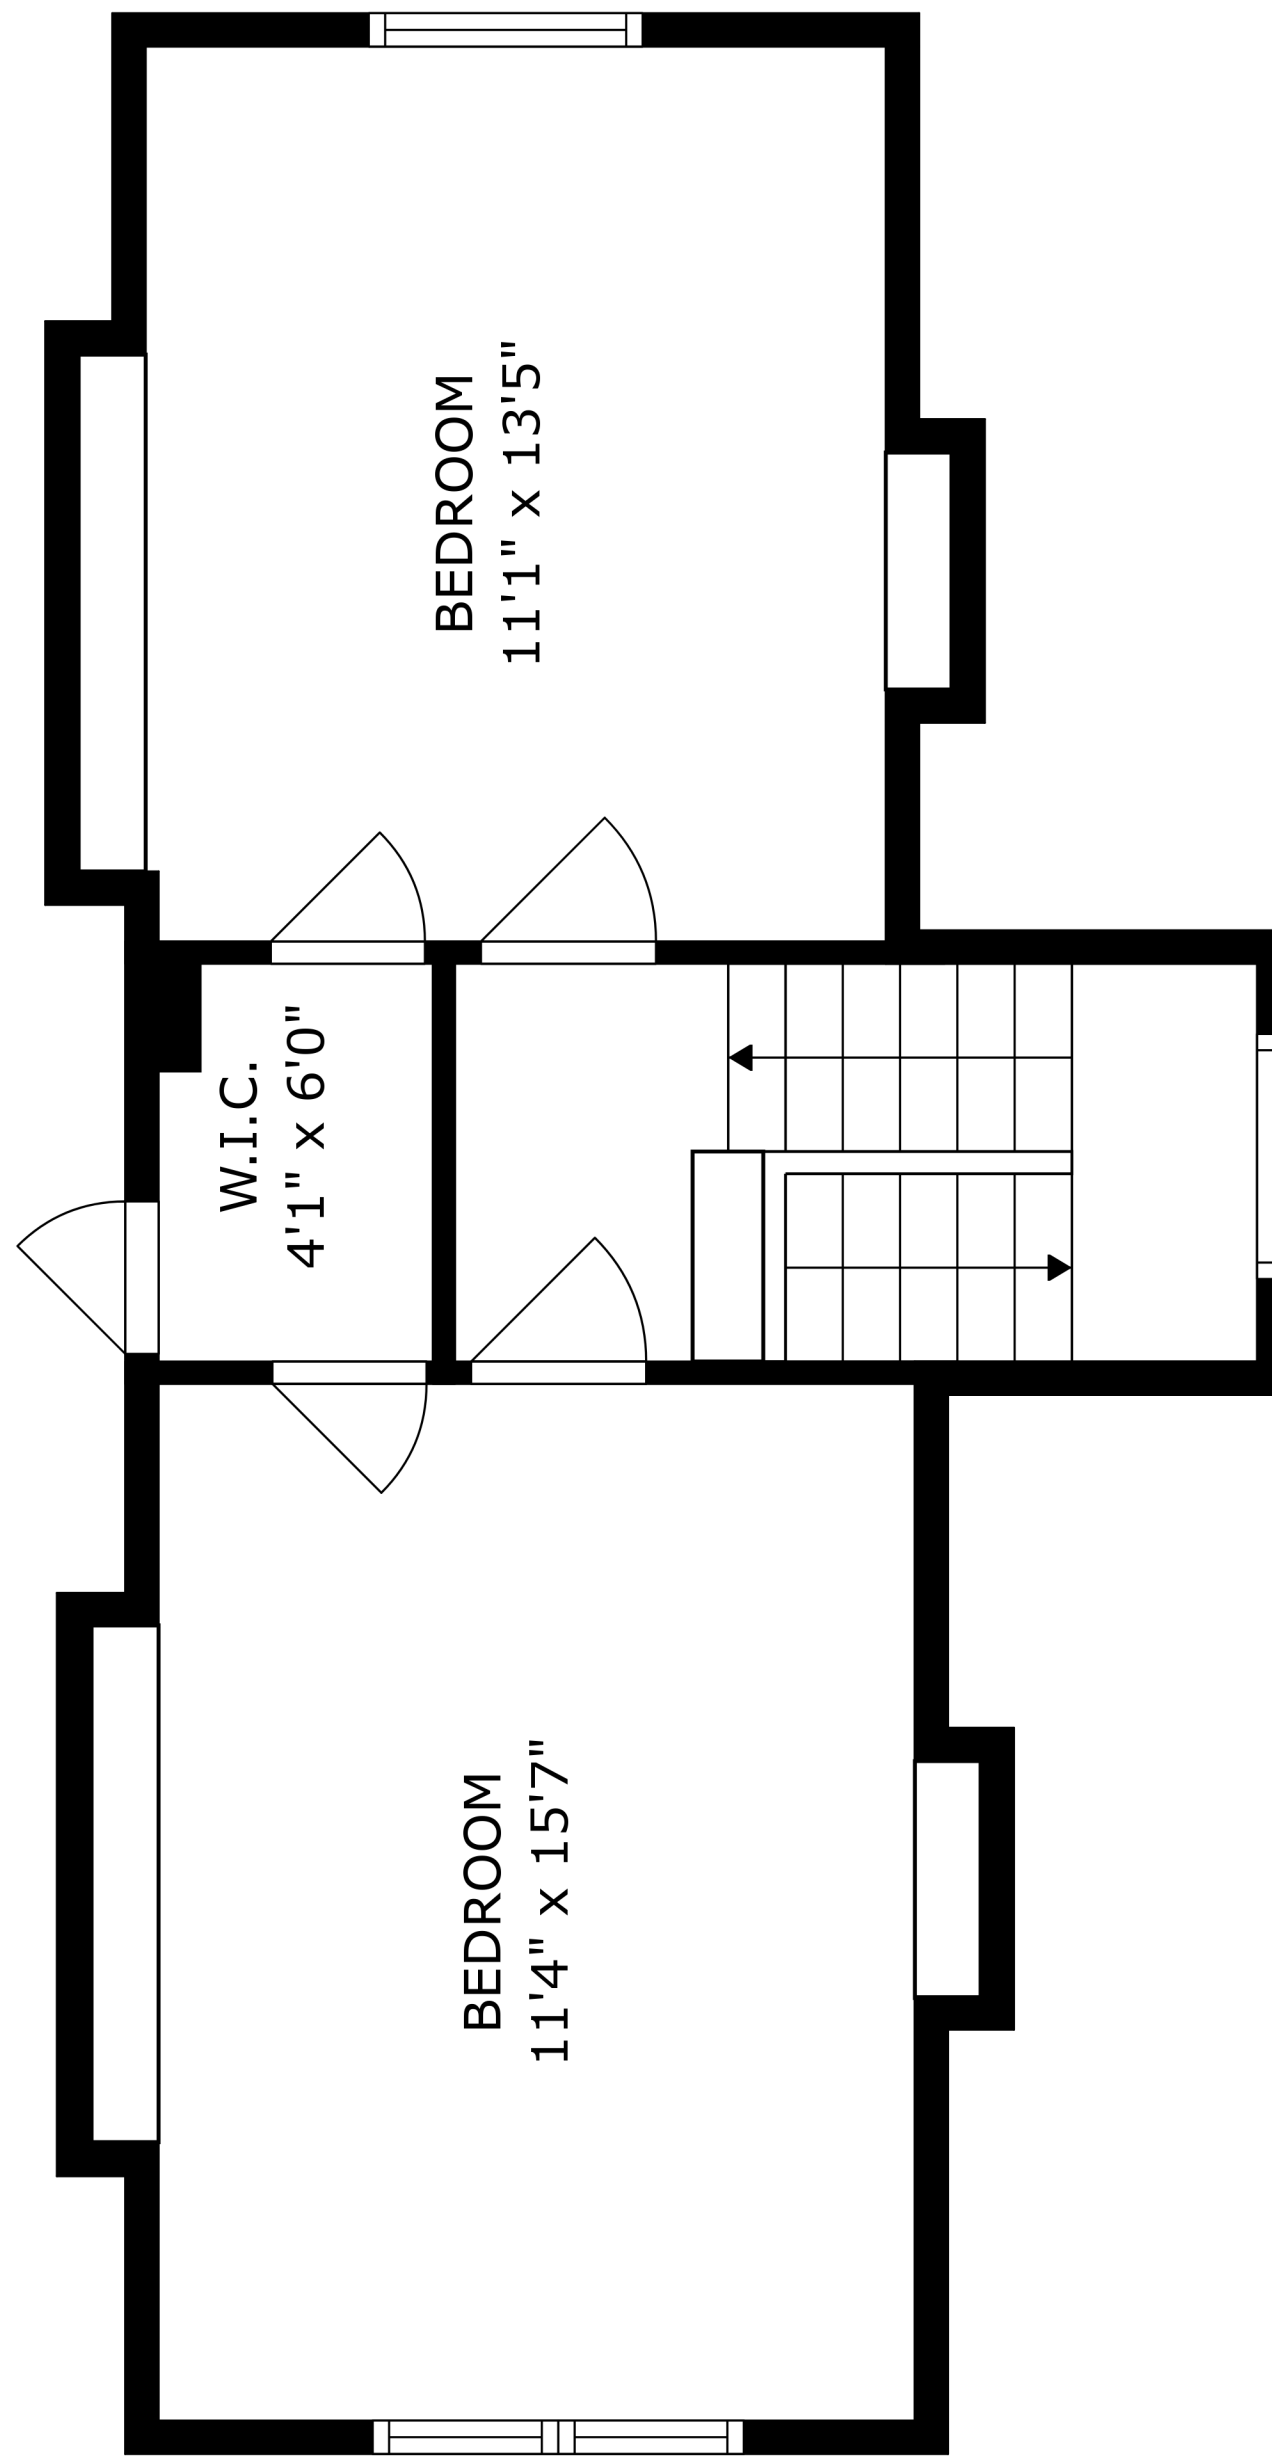 BEDROOM
11'1" x 13'5"
W.I.C.
4'1" x 6'0"
BEDROOM
11'4" x 15'7"